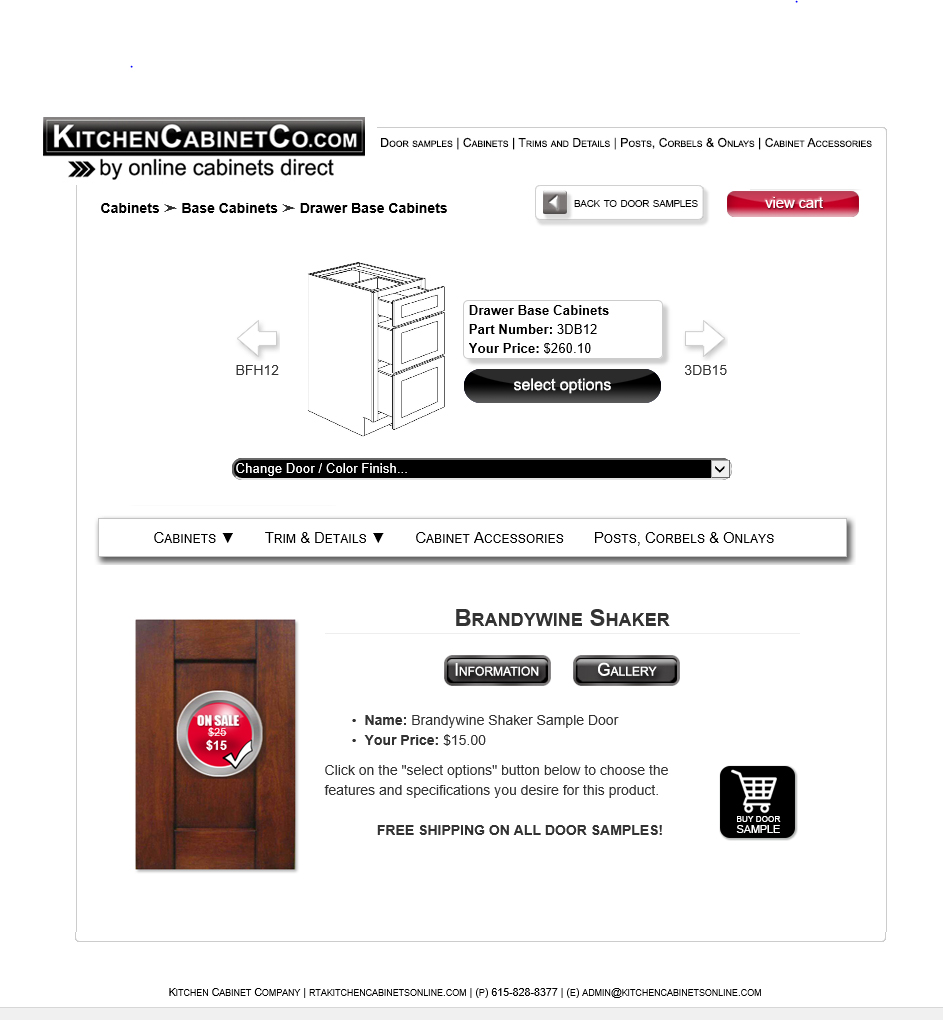 KitchenCabinetCo.com
by online cabinets direct
Door samples | Cabinets | Trims and Details | Posts, Corbels & Onlays | Cabinet Accessories
Cabinets ➣ Base Cabinets ➣ Drawer Base Cabinets
back to door samples
view cart
Drawer Base Cabinets
Part Number: 3DB12
Your Price: $260.10
BFH12
3DB15
select options
Change Door / Color Finish...
Cabinets ▼ Trim & Details ▼ Cabinet Accessories Posts, Corbels & Onlays
Brandywine Shaker
Information Gallery
ON SALE
$25
$15
• Name: Brandywine Shaker Sample Door
• Your Price: $15.00
Click on the "select options" button below to choose the
features and specifications you desire for this product.
BUY DOOR
SAMPLE
FREE SHIPPING ON ALL DOOR SAMPLES!
Kitchen Cabinet Company | rtakitchencabinetsonline.com | (p) 615-828-8377 | (e) admin@kitchencabinetsonline.com